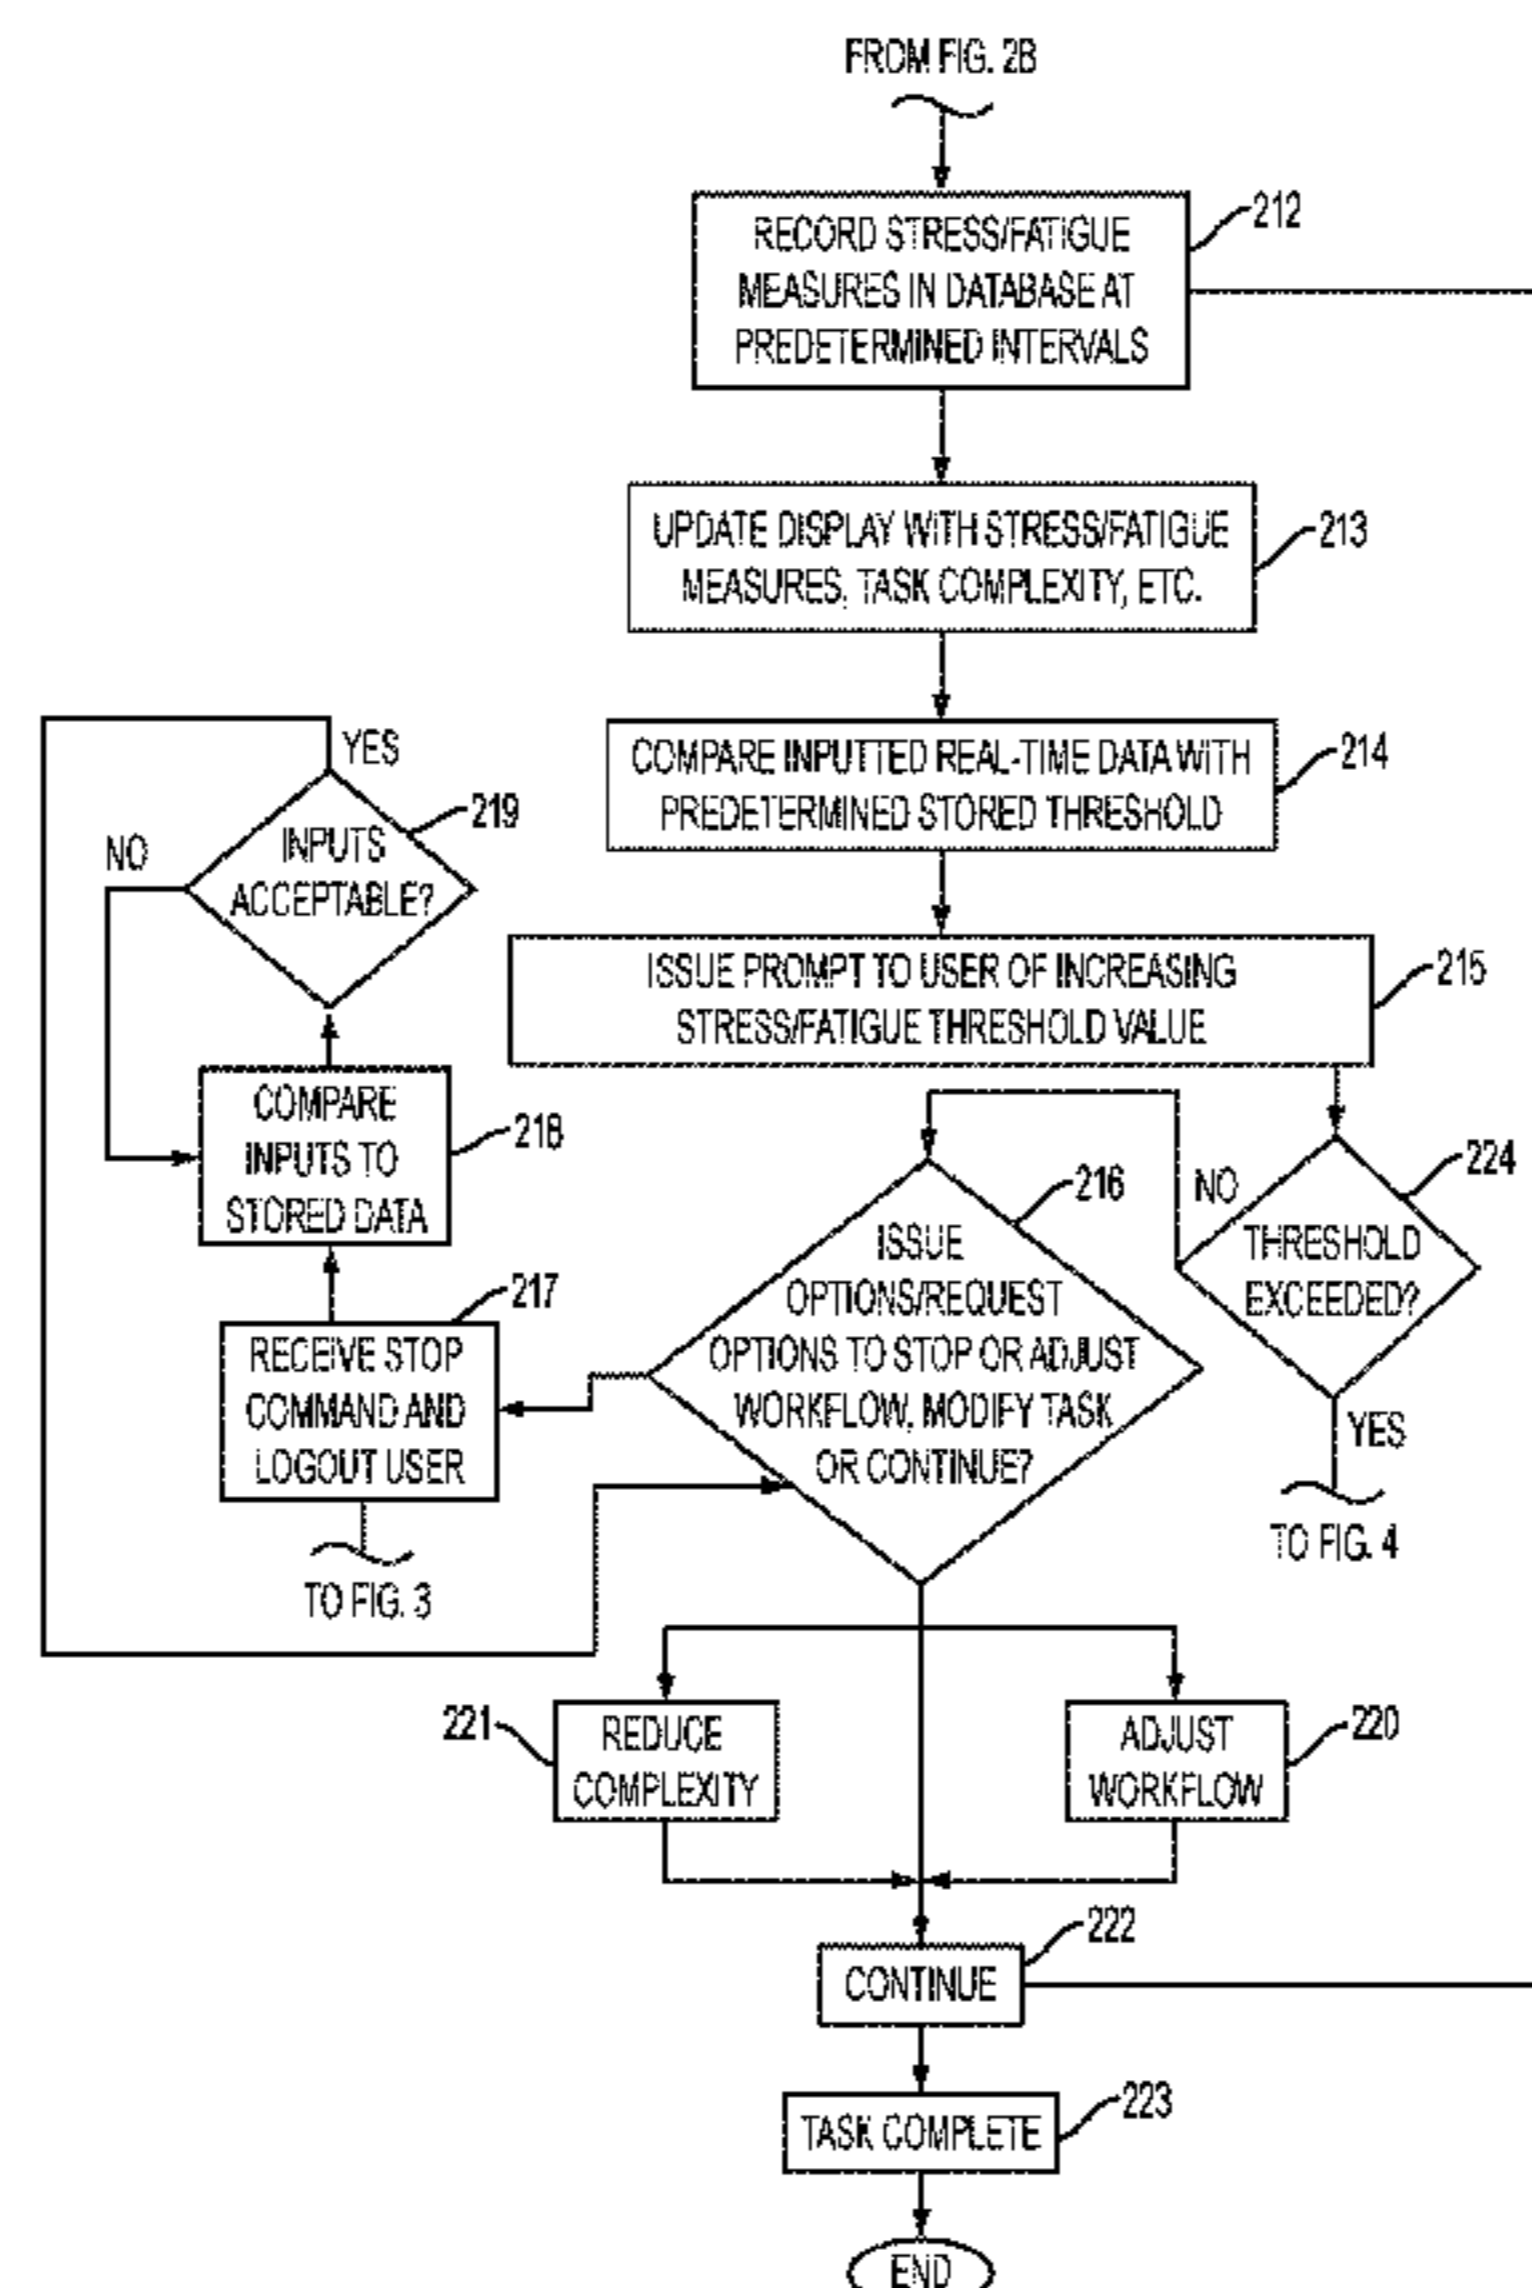 FROM FIG. 2B
212
RECORD STRESS/FATIGUE
MEASURES IN DATABASE AT
PREDETERMINED INTERVALS
213
UPDATE DISPLAY WITH STRESS/FATIGUE
MEASURES, TASK COMPLEXITY, ETC.
214
COMPARE INPUTTED REAL-TIME DATA WITH
PREDETERMINED STORED THRESHOLD
YES
219
NO
INPUTS
ACCEPTABLE?
215
ISSUE PROMPT TO USER OF INCREASING
STRESS/FATIGUE THRESHOLD VALUE
COMPARE
INPUTS TO
STORED DATA
218
224
NO
THRESHOLD
EXCEEDED?
YES
TO FIG. 4
216
ISSUE
OPTIONS/REQUEST
OPTIONS TO STOP OR ADJUST
WORKFLOW, MODIFY TASK
OR CONTINUE?
217
RECEIVE STOP
COMMAND AND
LOGOUT USER
TO FIG. 3
221
REDUCE
COMPLEXITY
ADJUST
WORKFLOW
220
222
CONTINUE
223
TASK COMPLETE
END